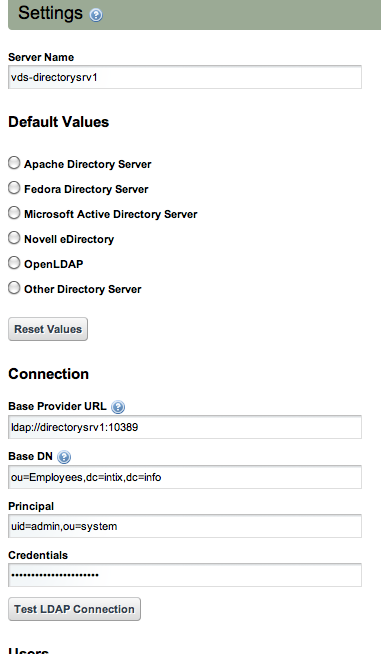 Settings
Server Name
vds-directorysrv1
Default Values
Apache Directory Server
Fedora Directory Server
Microsoft Active Directory Server
Novell eDirectory
OpenLDAP
Other Directory Server
Reset Values
Connection
Base Provider URL
ldap://directorysrv1:10389
Base DN
ou=Employees,dc=intix,dc=info
Principal
uid=admin,ou=system
Credentials
••••••••••••••••••••••
Test LDAP Connection
Users